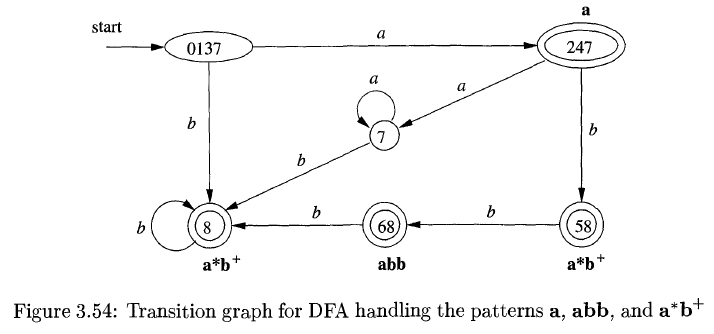 a
start
a
0137
247
a
a
b
7
b
b
b
b
b
8
68
58
a*b+
abb
a*b+
Figure 3.54: Transition graph for DFA handling the patterns a, abb, and a*b+